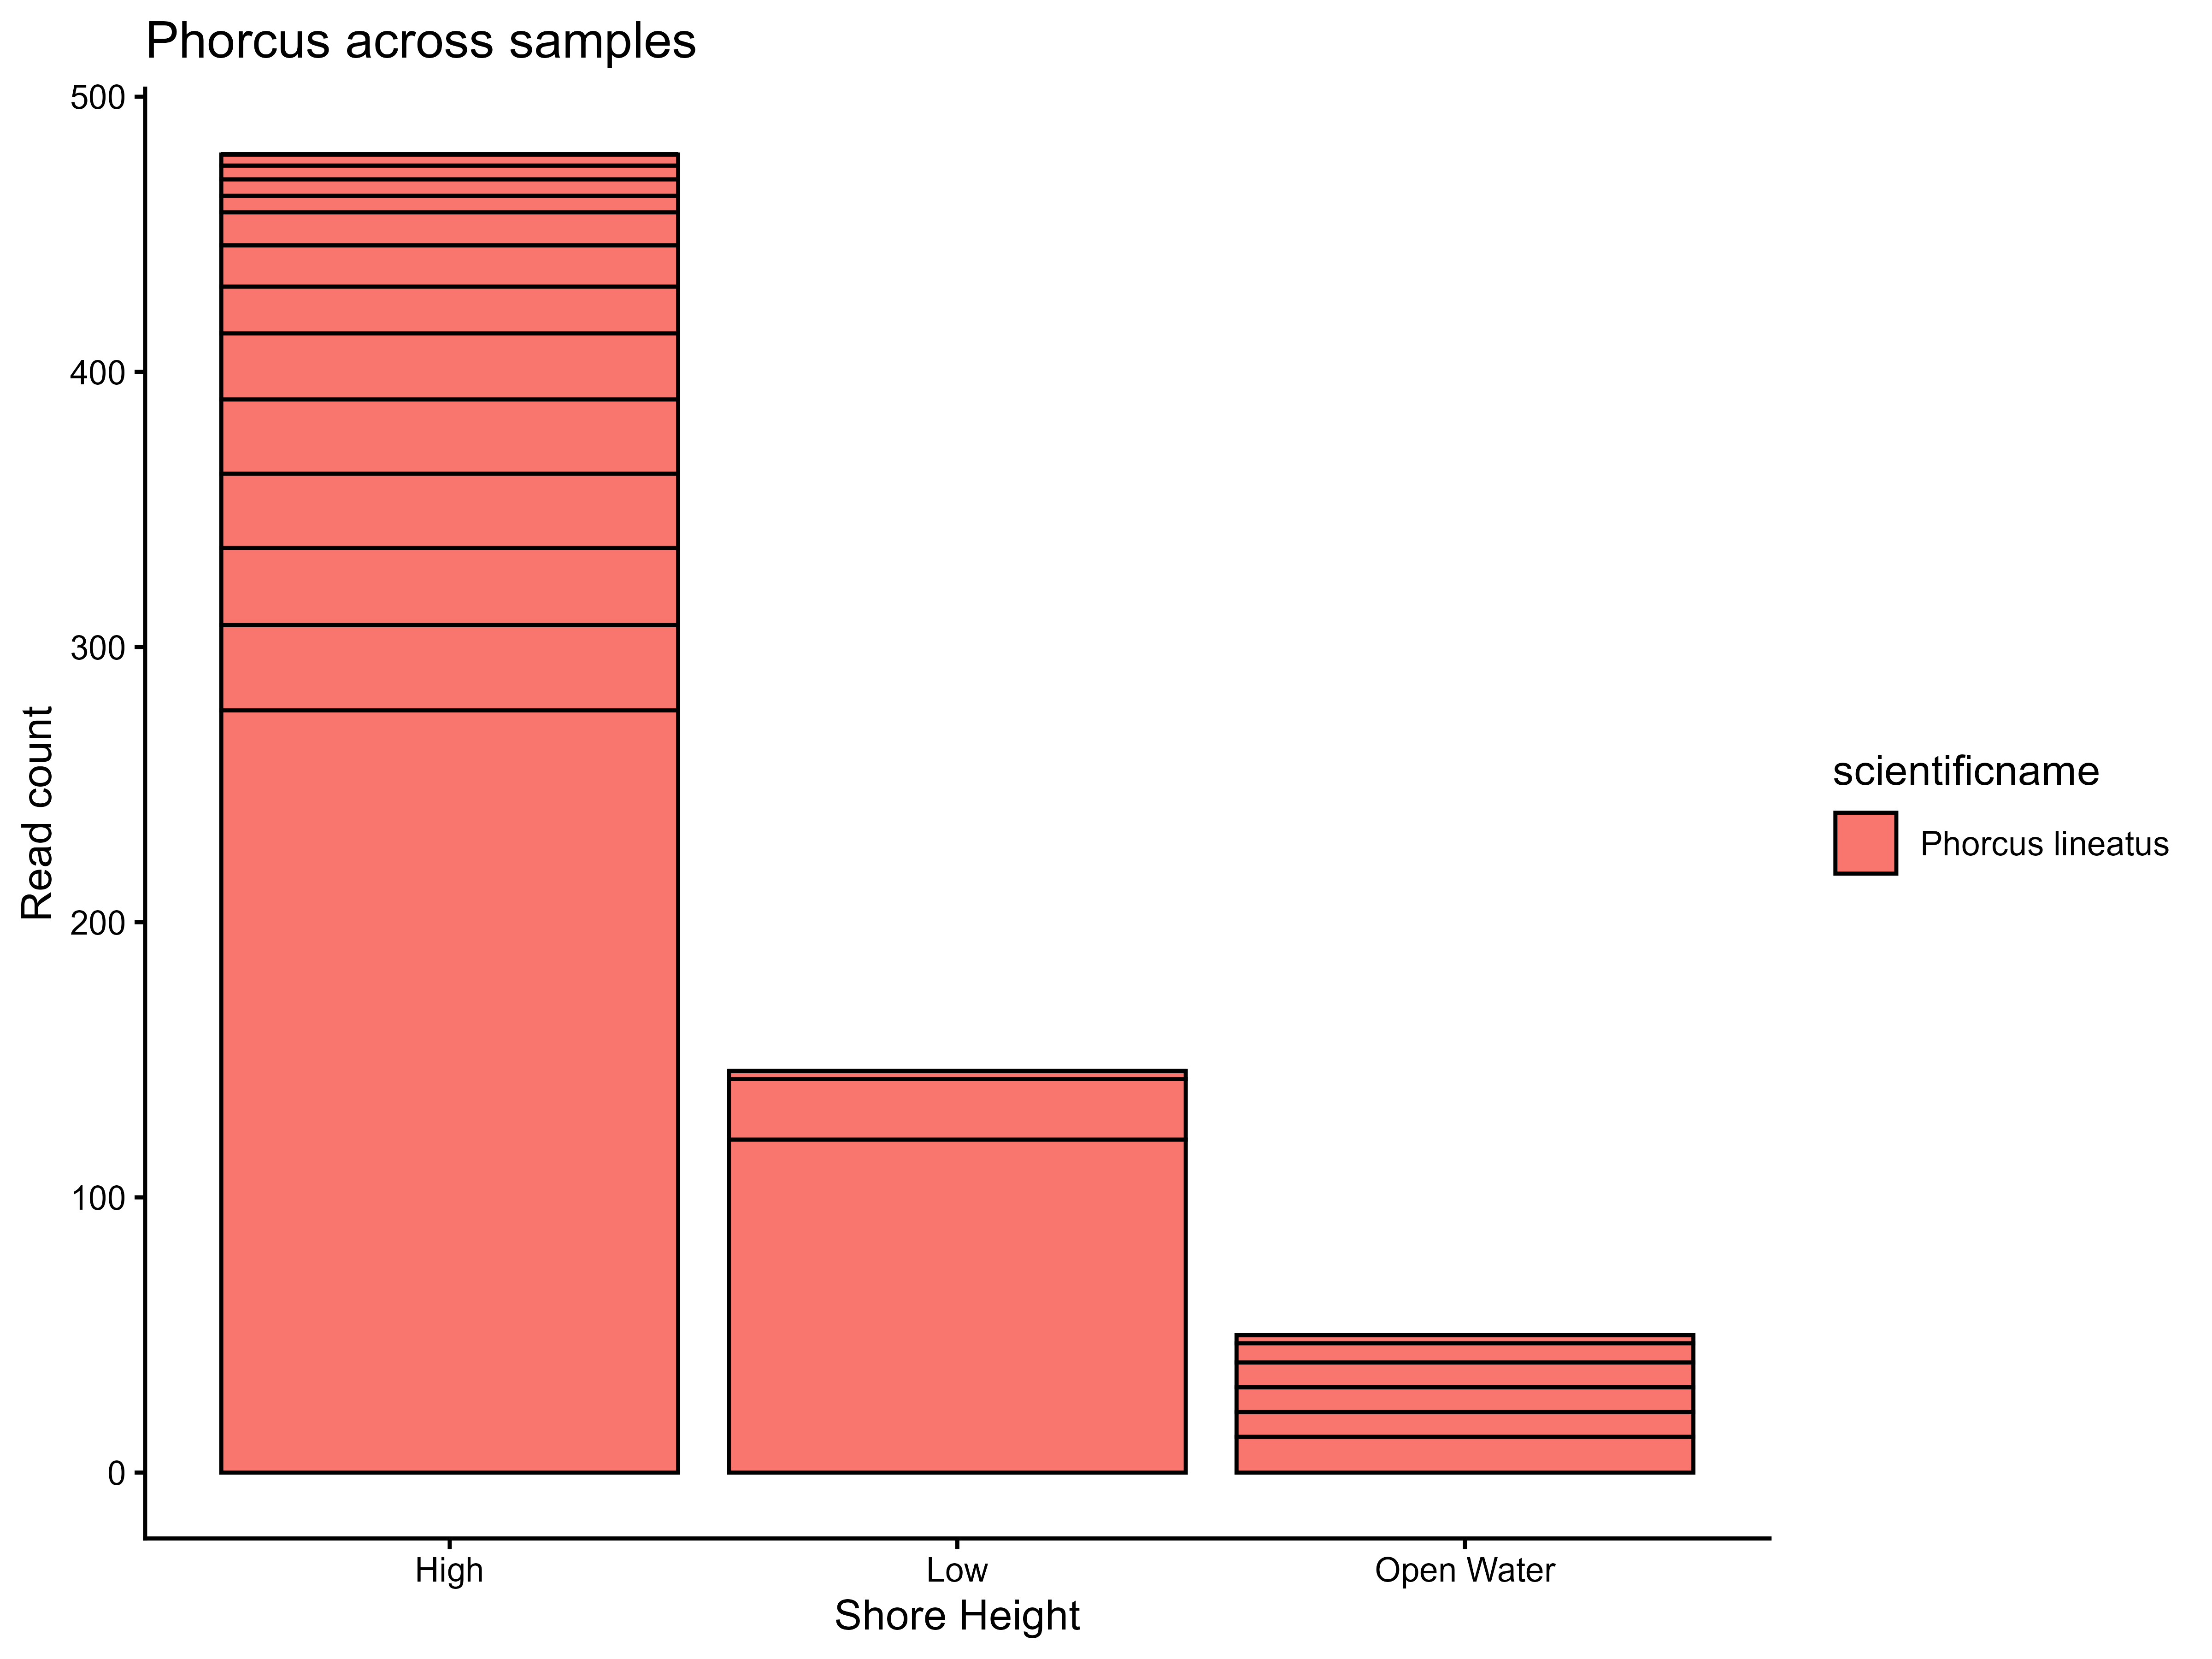 Phorcus across samples
500
400
300
200
100
0
Read count
High
Low
Open Water
Shore Height
scientificname
Phorcus lineatus